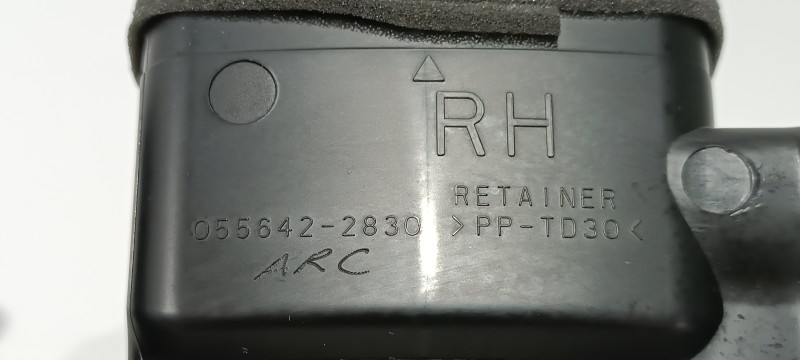 RH
RETAINER
055642-2830 >PP-TD30<
ARC